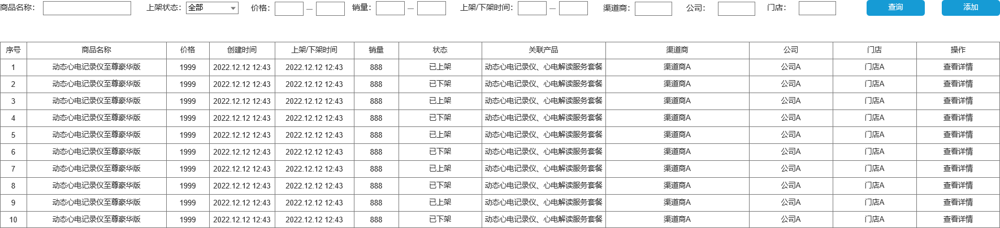 商品名称： 上架状态： 全部 价格： — 销量： — 上架/下架时间： — 渠道商： 公司： 门店： 查询 添加
序号 商品名称 价格 创建时间 上架/下架时间 销量 状态 关联产品 渠道商 公司 门店 操作
1 动态心电记录仪至尊豪华版 1999 2022.12.12 12:43 2022.12.12 12:43 888 已上架 动态心电记录仪、心电解读服务套餐 渠道商A 公司A 门店A 查看详情
2 动态心电记录仪至尊豪华版 1999 2022.12.12 12:43 2022.12.12 12:43 888 已下架 动态心电记录仪、心电解读服务套餐 渠道商A 公司A 门店A 查看详情
3 动态心电记录仪至尊豪华版 1999 2022.12.12 12:43 2022.12.12 12:43 888 已上架 动态心电记录仪、心电解读服务套餐 渠道商A 公司A 门店A 查看详情
4 动态心电记录仪至尊豪华版 1999 2022.12.12 12:43 2022.12.12 12:43 888 已下架 动态心电记录仪、心电解读服务套餐 渠道商A 公司A 门店A 查看详情
5 动态心电记录仪至尊豪华版 1999 2022.12.12 12:43 2022.12.12 12:43 888 已上架 动态心电记录仪、心电解读服务套餐 渠道商A 公司A 门店A 查看详情
6 动态心电记录仪至尊豪华版 1999 2022.12.12 12:43 2022.12.12 12:43 888 已下架 动态心电记录仪、心电解读服务套餐 渠道商A 公司A 门店A 查看详情
7 动态心电记录仪至尊豪华版 1999 2022.12.12 12:43 2022.12.12 12:43 888 已上架 动态心电记录仪、心电解读服务套餐 渠道商A 公司A 门店A 查看详情
8 动态心电记录仪至尊豪华版 1999 2022.12.12 12:43 2022.12.12 12:43 888 已下架 动态心电记录仪、心电解读服务套餐 渠道商A 公司A 门店A 查看详情
9 动态心电记录仪至尊豪华版 1999 2022.12.12 12:43 2022.12.12 12:43 888 已上架 动态心电记录仪、心电解读服务套餐 渠道商A 公司A 门店A 查看详情
10 动态心电记录仪至尊豪华版 1999 2022.12.12 12:43 2022.12.12 12:43 888 已下架 动态心电记录仪、心电解读服务套餐 渠道商A 公司A 门店A 查看详情